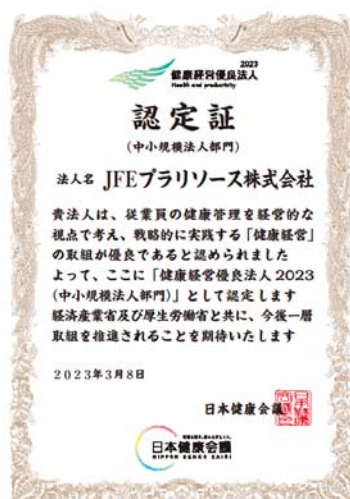 2023
健康経営優良法人
Health and productivity
認定証
(中小規模法人部門)
法人名 JFEプラリソース株式会社
貴法人は、従業員の健康管理を経営的な
視点で考え、戦略的に実践する「健康経営」
の取組が優良であると認められました
よって、ここに「健康経営優良法人2023
(中小規模法人部門)」として認定します
経済産業省及び厚生労働省と共に、今後一層
取組を推進されることを期待いたします
2023年3月8日
日本健康会議
日本健康会議
NIPPON KENKO KAIGI